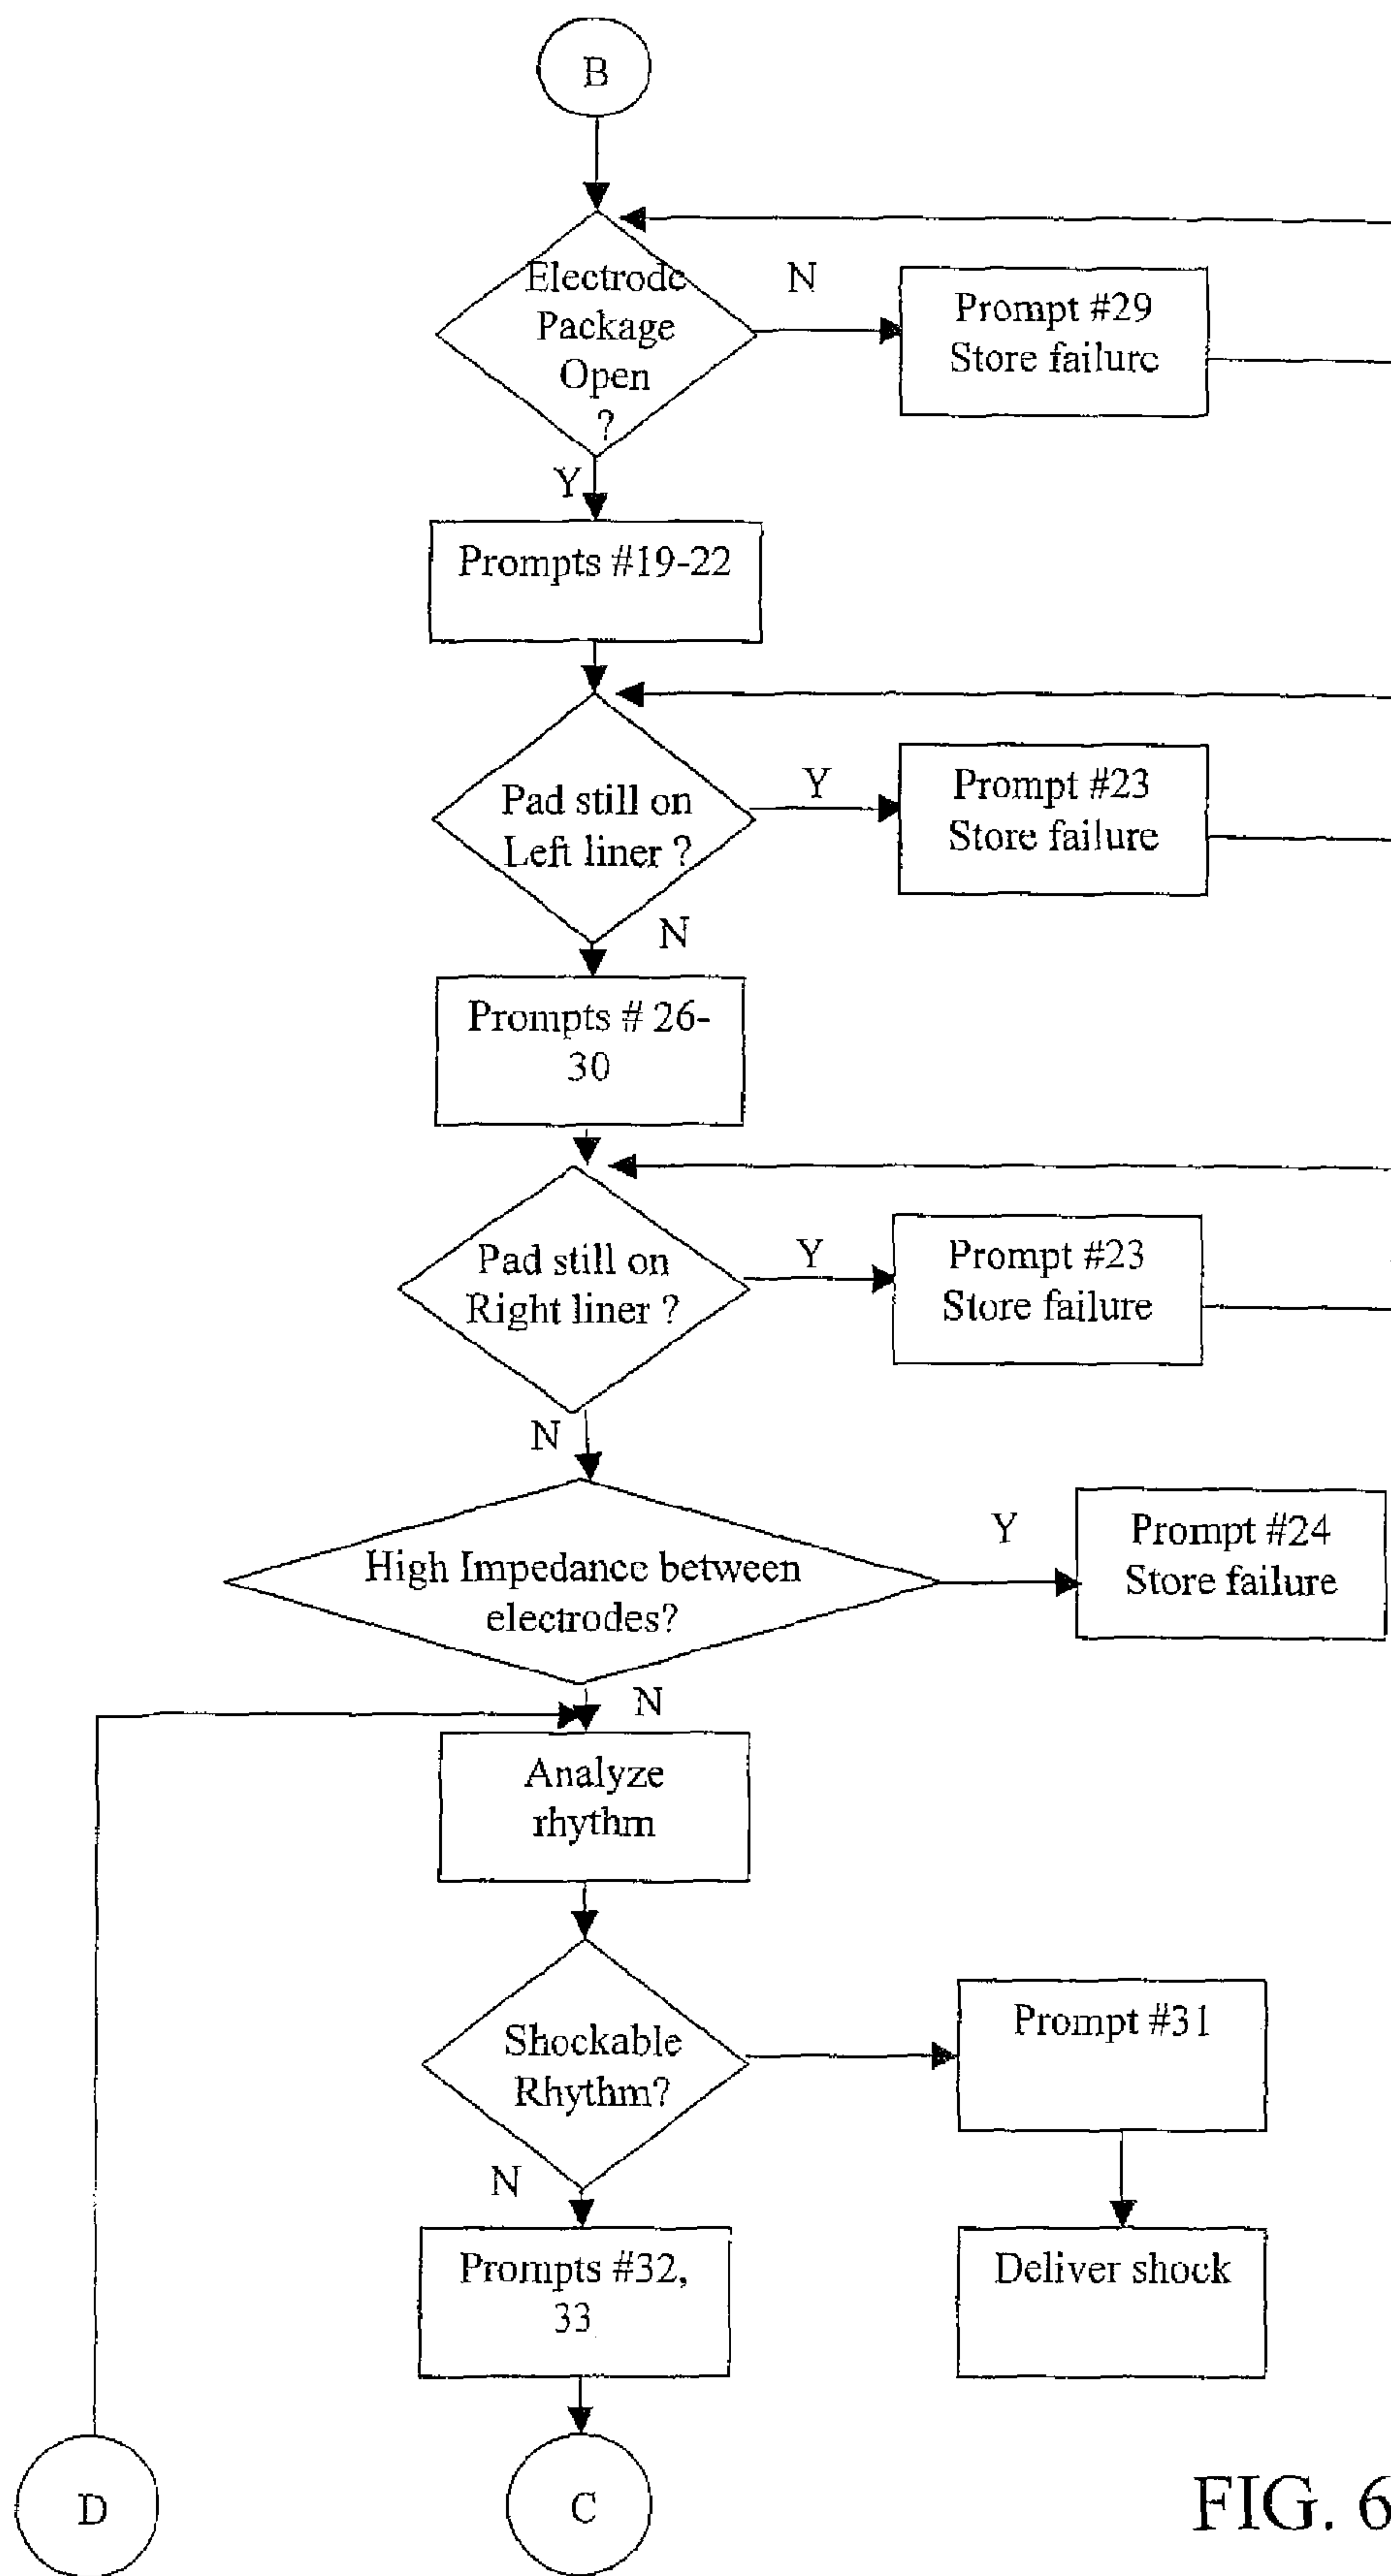 B
Electrode
Package
Open
?
N
Prompt #29
Store failure
Y
Prompts #19-22
Pad still on
Left liner ?
Y
Prompt #23
Store failure
N
Prompts # 26-
30
Pad still on
Right liner ?
Y
Prompt #23
Store failure
N
High Impedance between
electrodes?
Y
Prompt #24
Store failure
N
Analyze
rhythm
Shockable
Rhythm?
Prompt #31
N
Prompts #32,
33
Deliver shock
D
C
FIG. 6